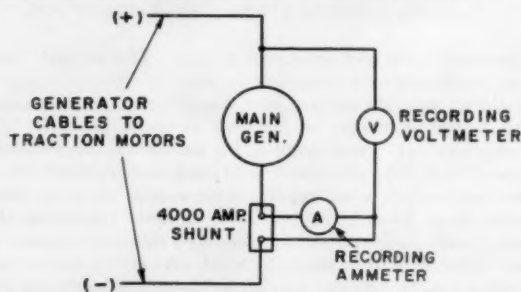 (+)
GENERATOR
CABLES TO
TRACTION MOTORS
MAIN
GEN.
V
RECORDING
VOLTMETER
4000 AMP.
SHUNT
A
RECORDING
AMMETER
(-)